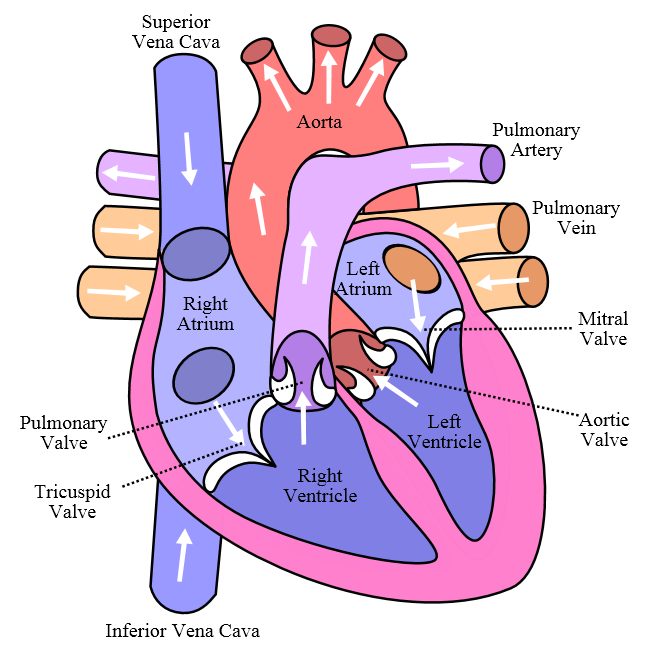 Superior
Vena Cava
Aorta
Pulmonary
Artery
Pulmonary
Vein
Left
Atrium
Right
Atrium
Mitral
Valve
Pulmonary
Valve
Left
Ventricle
Aortic
Valve
Tricuspid
Valve
Right
Ventricle
Inferior Vena Cava